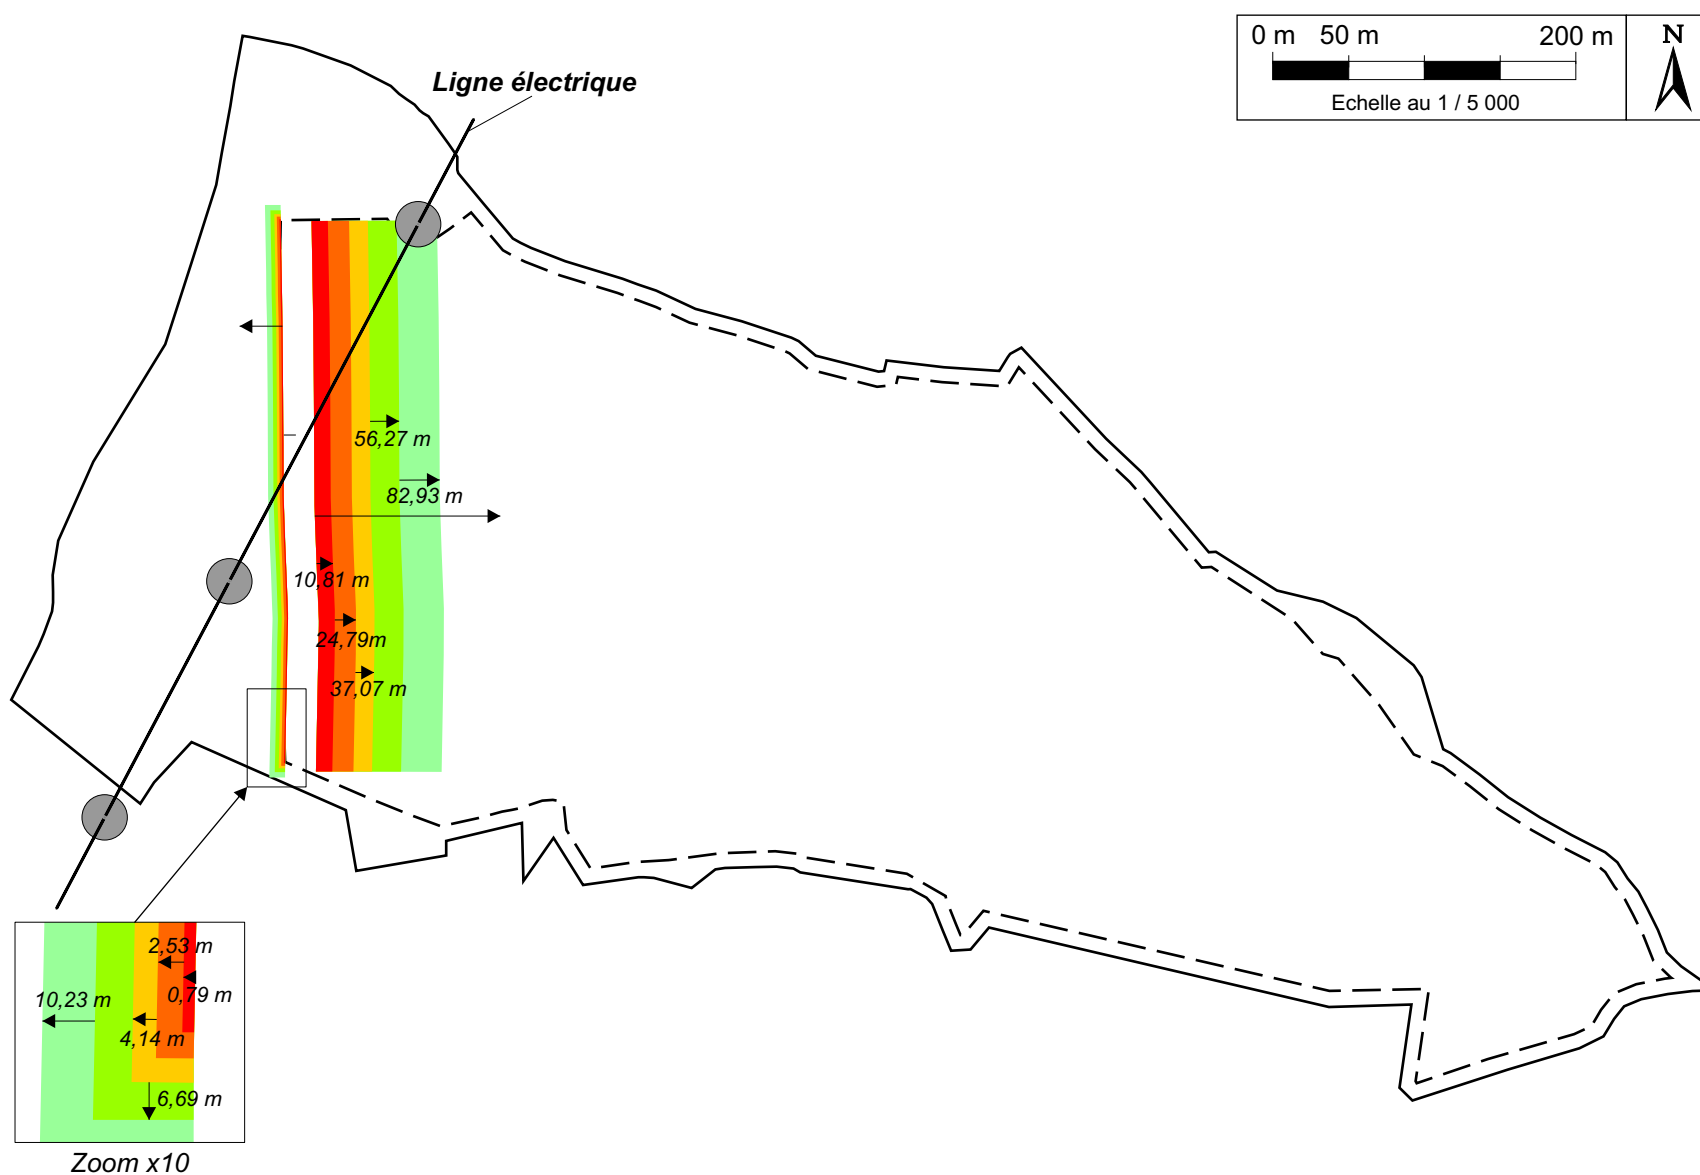 0 m 50 m 200 m
N
Echelle au 1 / 5 000
Ligne électrique
56,27 m
82,93 m
10,81 m
24,79m
37,07 m
2,53 m
0,79 m
10,23 m
4,14 m
6,69 m
Zoom x10